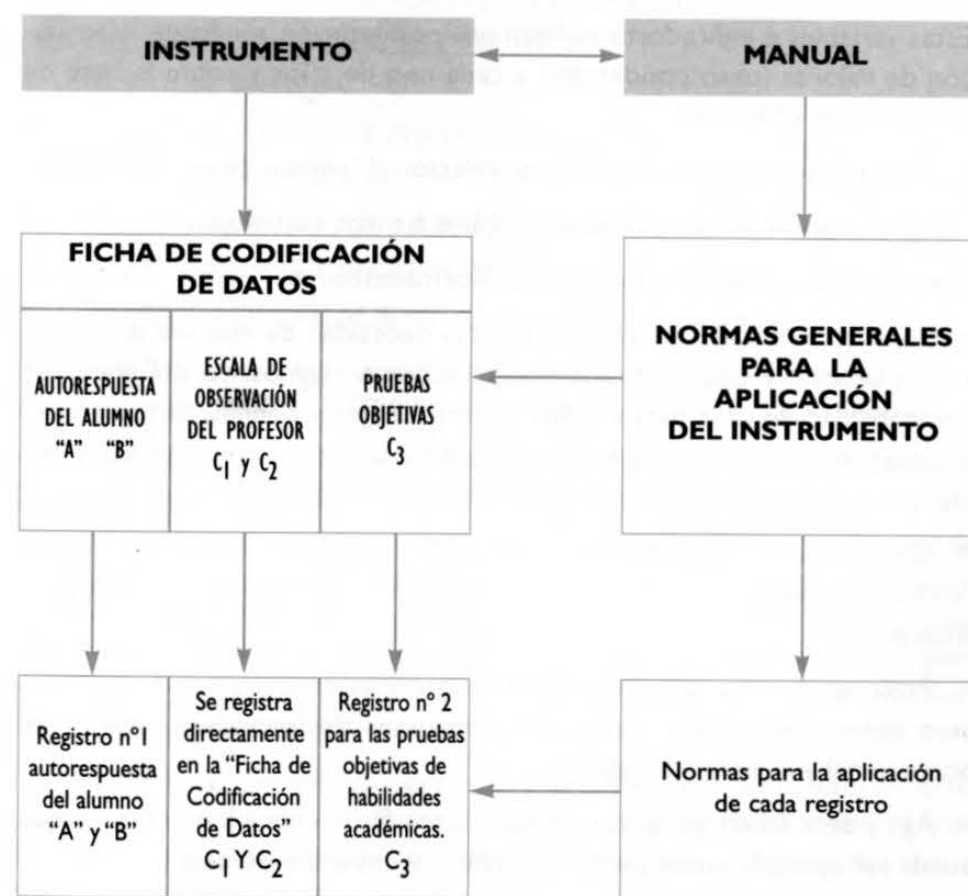 INSTRUMENTO
MANUAL
FICHA DE CODIFICACIÓN
DE DATOS
AUTORESPUESTA
DEL ALUMNO
“A” “B”
ESCALA DE
OBSERVACIÓN
DEL PROFESOR
C1 y C2
PRUEBAS
OBJETIVAS
C3
NORMAS GENERALES
PARA LA
APLICACIÓN
DEL INSTRUMENTO
Registro nº1
autorespuesta
del alumno
“A” y “B”
Se registra
directamente
en la “Ficha de
Codificación
de Datos”
C1 Y C2
Registro nº 2
para las pruebas
objetivas de
habilidades
académicas.
C3
Normas para la aplicación
de cada registro